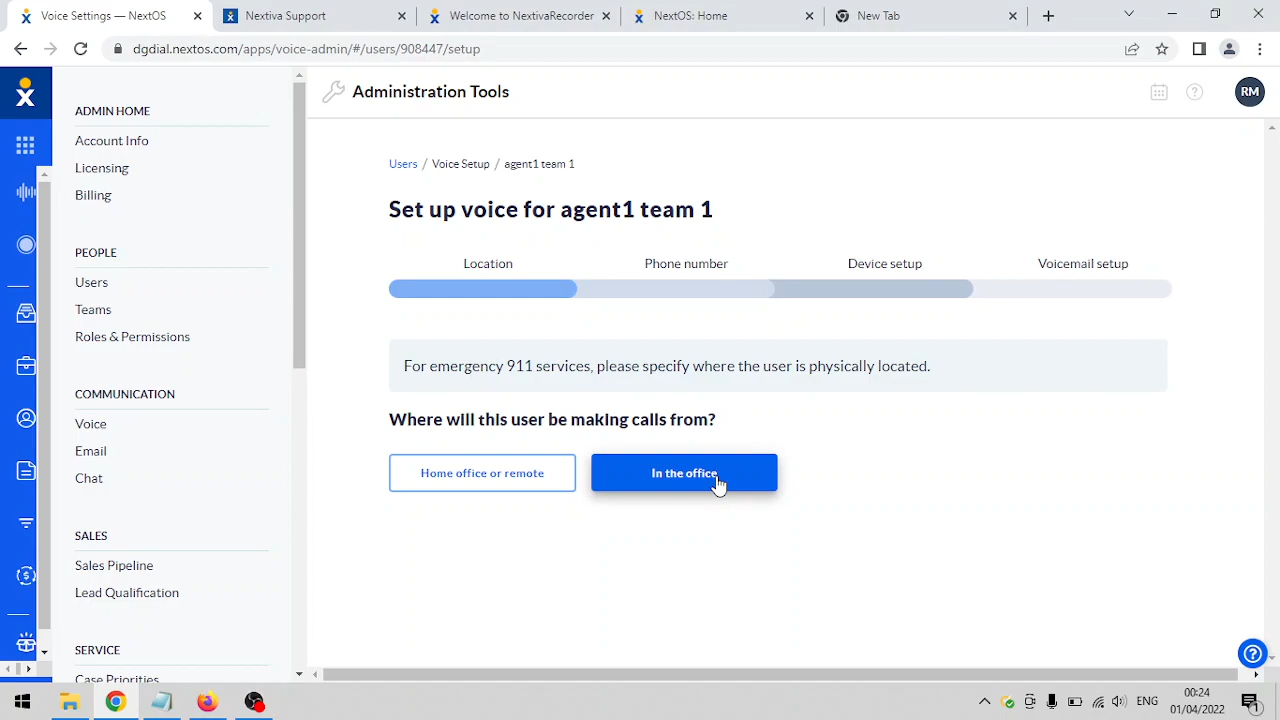 Voice Settings — NextOS
Nextiva Support
Welcome to NextivaRecorder
NextOS: Home
New Tab
dgdial.nextos.com/apps/voice-admin/#/users/908447/setup
Administration Tools
RM
ADMIN HOME
Account Info
Licensing
Billing
PEOPLE
Users
Teams
Roles & Permissions
COMMUNICATION
Voice
Email
Chat
SALES
Sales Pipeline
Lead Qualification
SERVICE
Case Priorities
Users / Voice Setup / agent1 team 1
Set up voice for agent1 team 1
Location
Phone number
Device setup
Voicemail setup
For emergency 911 services, please specify where the user is physically located.
Where will this user be making calls from?
Home office or remote
In the office
ENG
00:24
01/04/2022
1